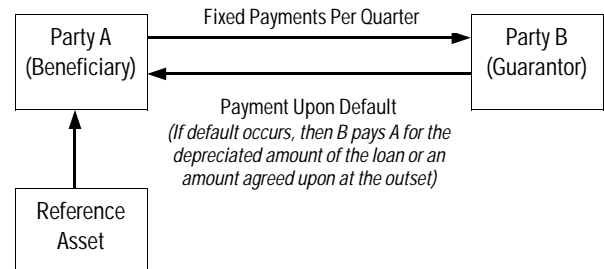 Fixed Payments Per Quarter
Party A
(Beneficiary)
Party B
(Guarantor)
Payment Upon Default
(If default occurs, then B pays A for the
depreciated amount of the loan or an
amount agreed upon at the outset)
Reference
Asset